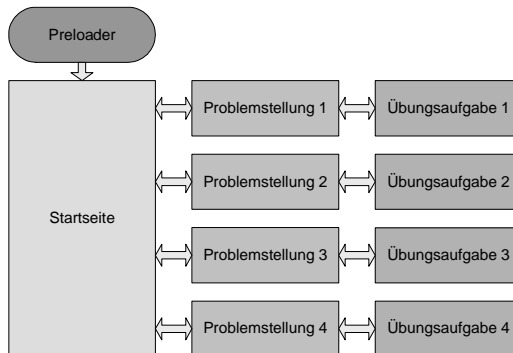 Preloader
Startseite
Problemstellung 1
Übungsaufgabe 1
Problemstellung 2
Übungsaufgabe 2
Problemstellung 3
Übungsaufgabe 3
Problemstellung 4
Übungsaufgabe 4